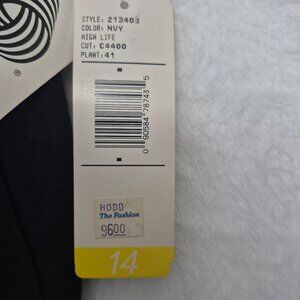 STYLE: 213403
COLOR: NVY
HIGH LIFE
CUT: C4400
PLANT: 41
0 90584 78743 5
HODD'
The Fashion
9600
14
®